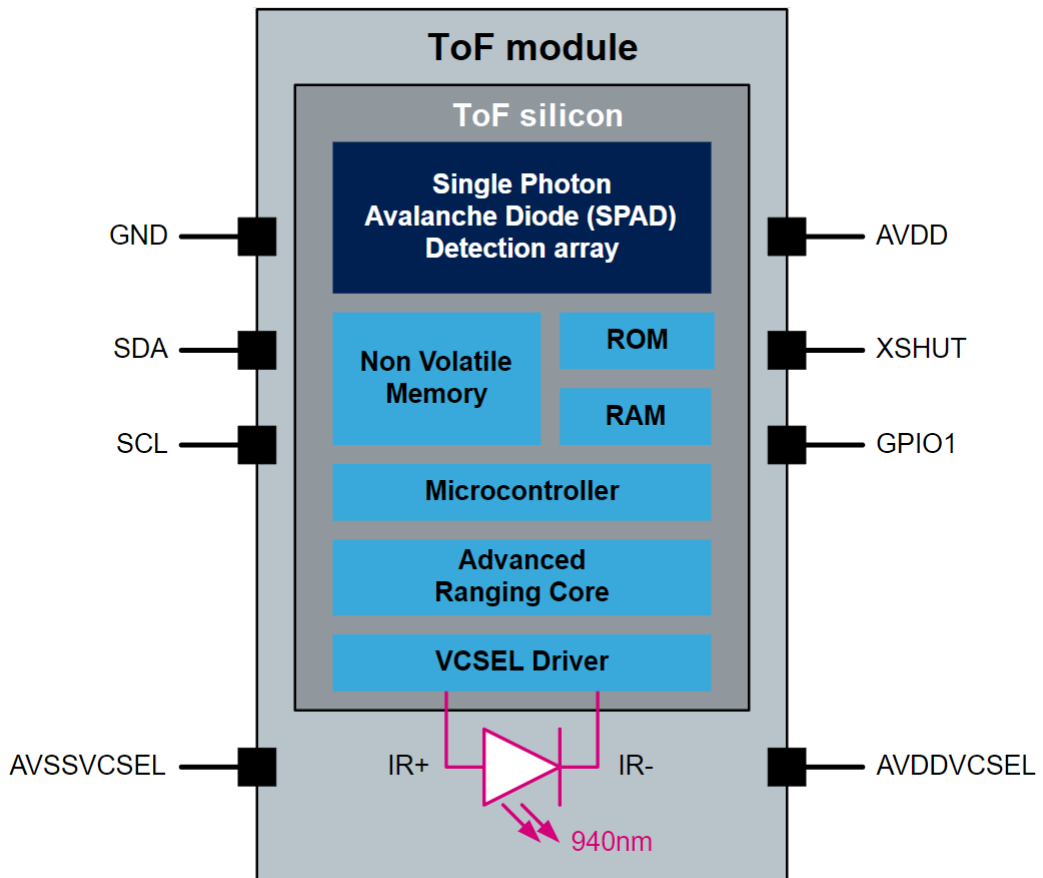 ToF module
ToF silicon
Single Photon
Avalanche Diode (SPAD)
Detection array
GND
AVDD
SDA
Non Volatile
Memory
ROM
XSHUT
RAM
SCL
GPIO1
Microcontroller
Advanced
Ranging Core
VCSEL Driver
AVSSVCSEL
IR+
IR-
AVDDVCSEL
940nm